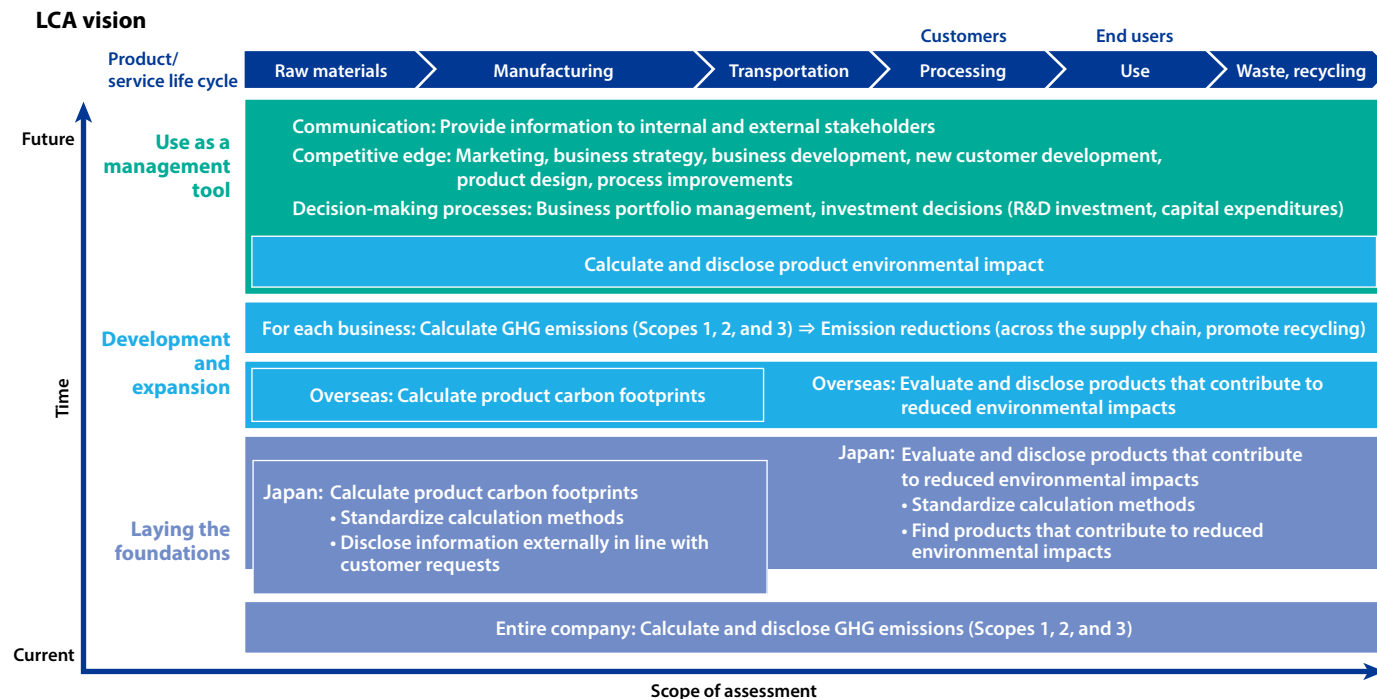 LCA vision
Customers
End users
Product/
service life cycle
Raw materials
Manufacturing
Transportation
Processing
Use
Waste, recycling
Future
Use as a
management
tool
Communication: Provide information to internal and external stakeholders
Competitive edge: Marketing, business strategy, business development, new customer development,
product design, process improvements
Decision-making processes: Business portfolio management, investment decisions (R&D investment, capital expenditures)
Calculate and disclose product environmental impact
Development
and
expansion
For each business: Calculate GHG emissions (Scopes 1, 2, and 3) ⇒ Emission reductions (across the supply chain, promote recycling)
Overseas: Calculate product carbon footprints
Overseas: Evaluate and disclose products that contribute to
reduced environmental impacts
Time
Laying the
foundations
Japan: Calculate product carbon footprints
• Standardize calculation methods
• Disclose information externally in line with
customer requests
Japan: Evaluate and disclose products that contribute
to reduced environmental impacts
• Standardize calculation methods
• Find products that contribute to reduced
environmental impacts
Entire company: Calculate and disclose GHG emissions (Scopes 1, 2, and 3)
Current
Scope of assessment